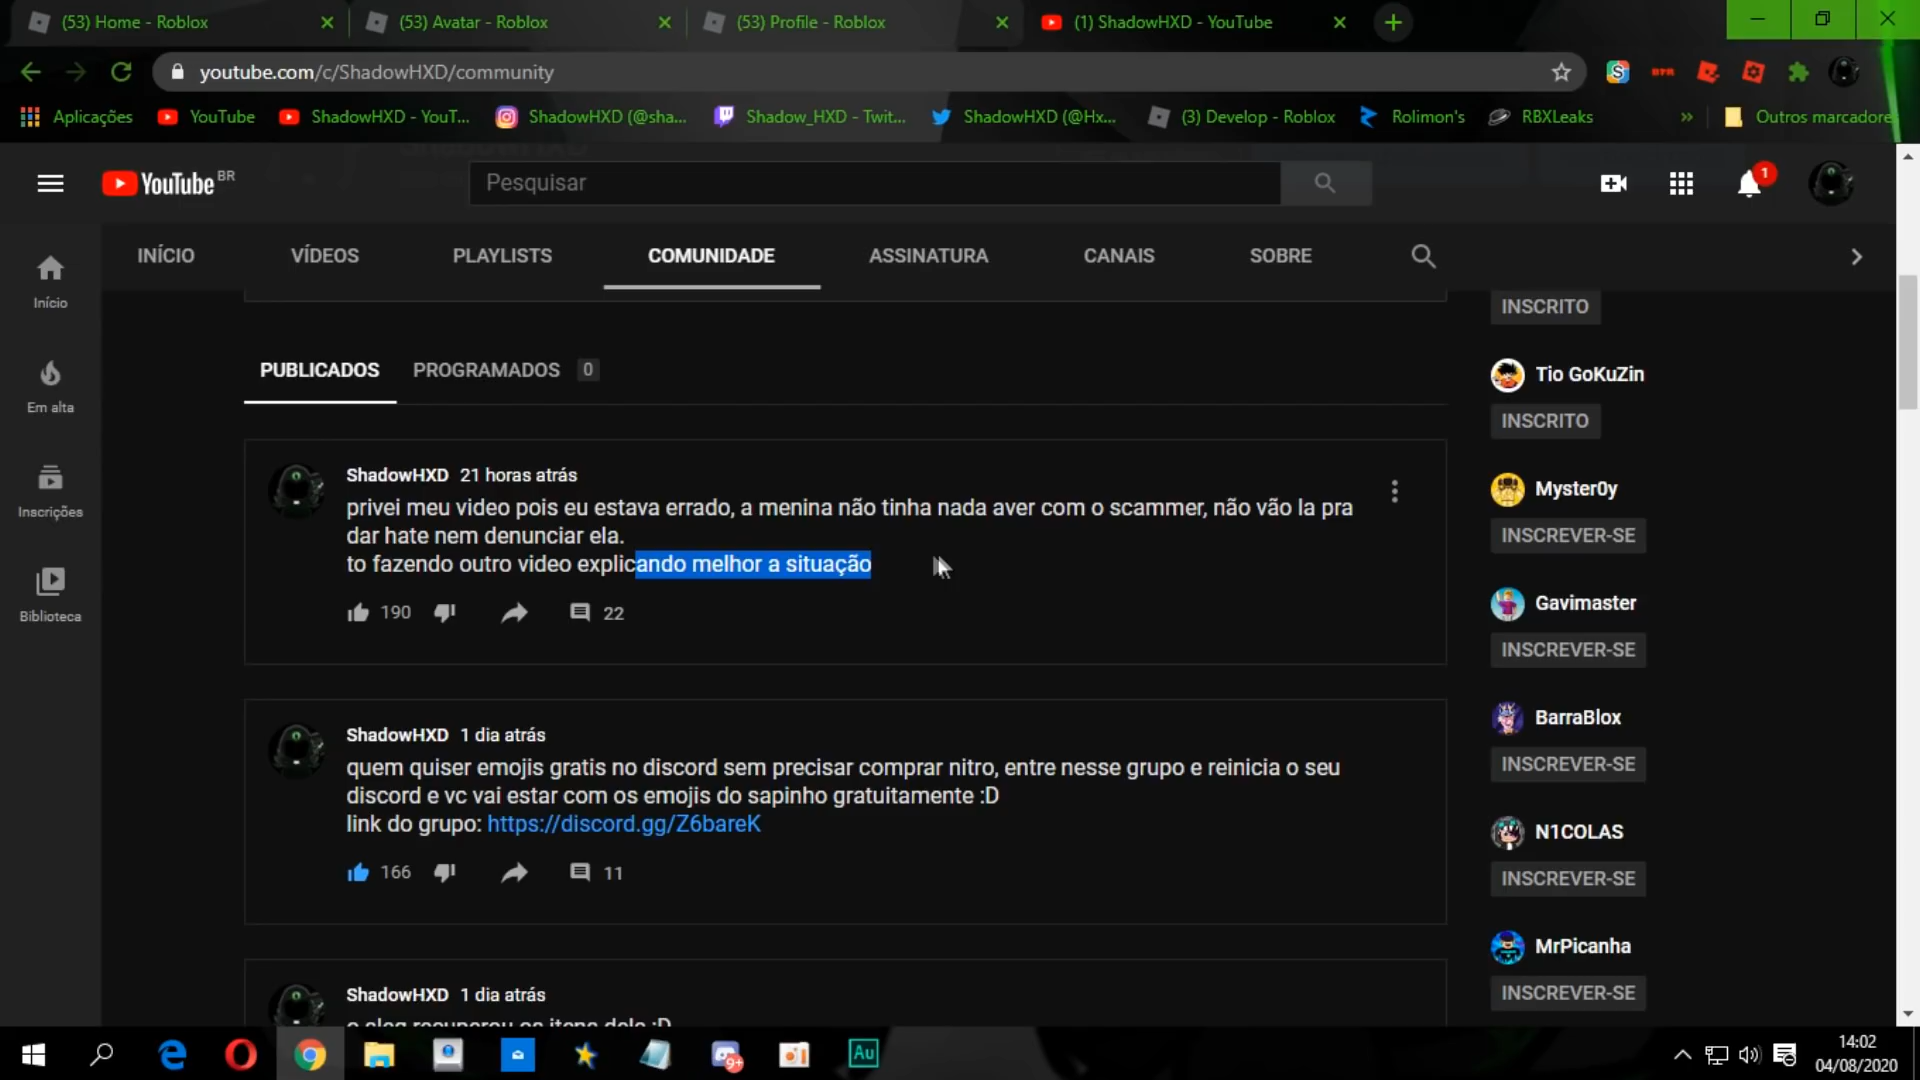 (53) Home - Roblox
(53) Avatar - Roblox
(53) Profile - Roblox
(1) ShadowHXD - YouTube
youtube.com/c/ShadowHXD/community
Aplicações
YouTube
ShadowHXD - YouT...
ShadowHXD (@sha...
Shadow_HXD - Twit...
ShadowHXD (@Hx...
(3) Develop - Roblox
Rolimon's
RBXLeaks
»
Outros marcadore
YouTube BR
Pesquisar
1
INÍCIO
VÍDEOS
PLAYLISTS
COMUNIDADE
ASSINATURA
CANAIS
SOBRE
Início
Em alta
Inscrições
Biblioteca
PUBLICADOS
PROGRAMADOS 0
ShadowHXD 21 horas atrás
privei meu video pois eu estava errado, a menina não tinha nada aver com o scammer, não vão la pra
dar hate nem denunciar ela.
to fazendo outro video explicando melhor a situação
190
22
ShadowHXD 1 dia atrás
quem quiser emojis gratis no discord sem precisar comprar nitro, entre nesse grupo e reinicia o seu
discord e vc vai estar com os emojis do sapinho gratuitamente :D
link do grupo: https://discord.gg/Z6bareK
166
11
ShadowHXD 1 dia atrás
INSCRITO
Tio GoKuZin
INSCRITO
Myster0y
INSCREVER-SE
Gavimaster
INSCREVER-SE
BarraBlox
INSCREVER-SE
N1COLAS
INSCREVER-SE
MrPicanha
INSCREVER-SE
9+
Au
14:02
04/08/2020